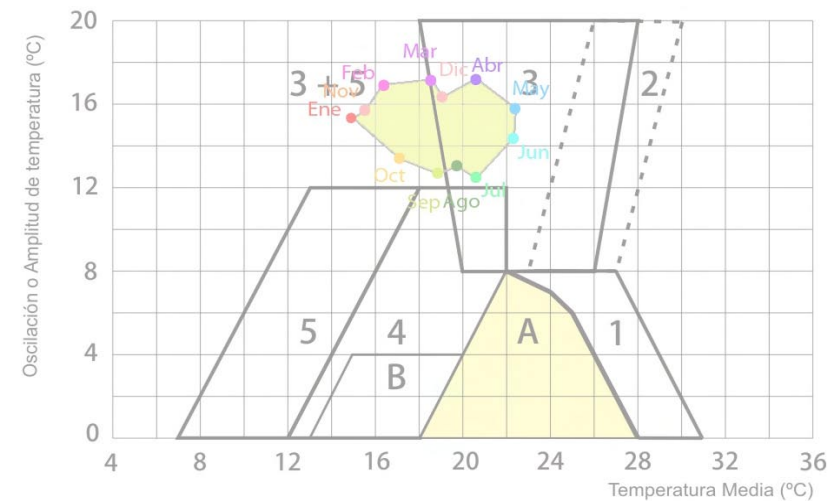 Oscilación o Amplitud de temperatura (ºC)
20
16
12
8
4
0
Mar
Feb
Dic
Abr
3 + 5
3
2
Nov
May
Ene
Jun
Oct
Jul
Sep
Ago
5
4
A
1
B
4
8
12
16
20
24
28
32
36
Temperatura Media (ºC)